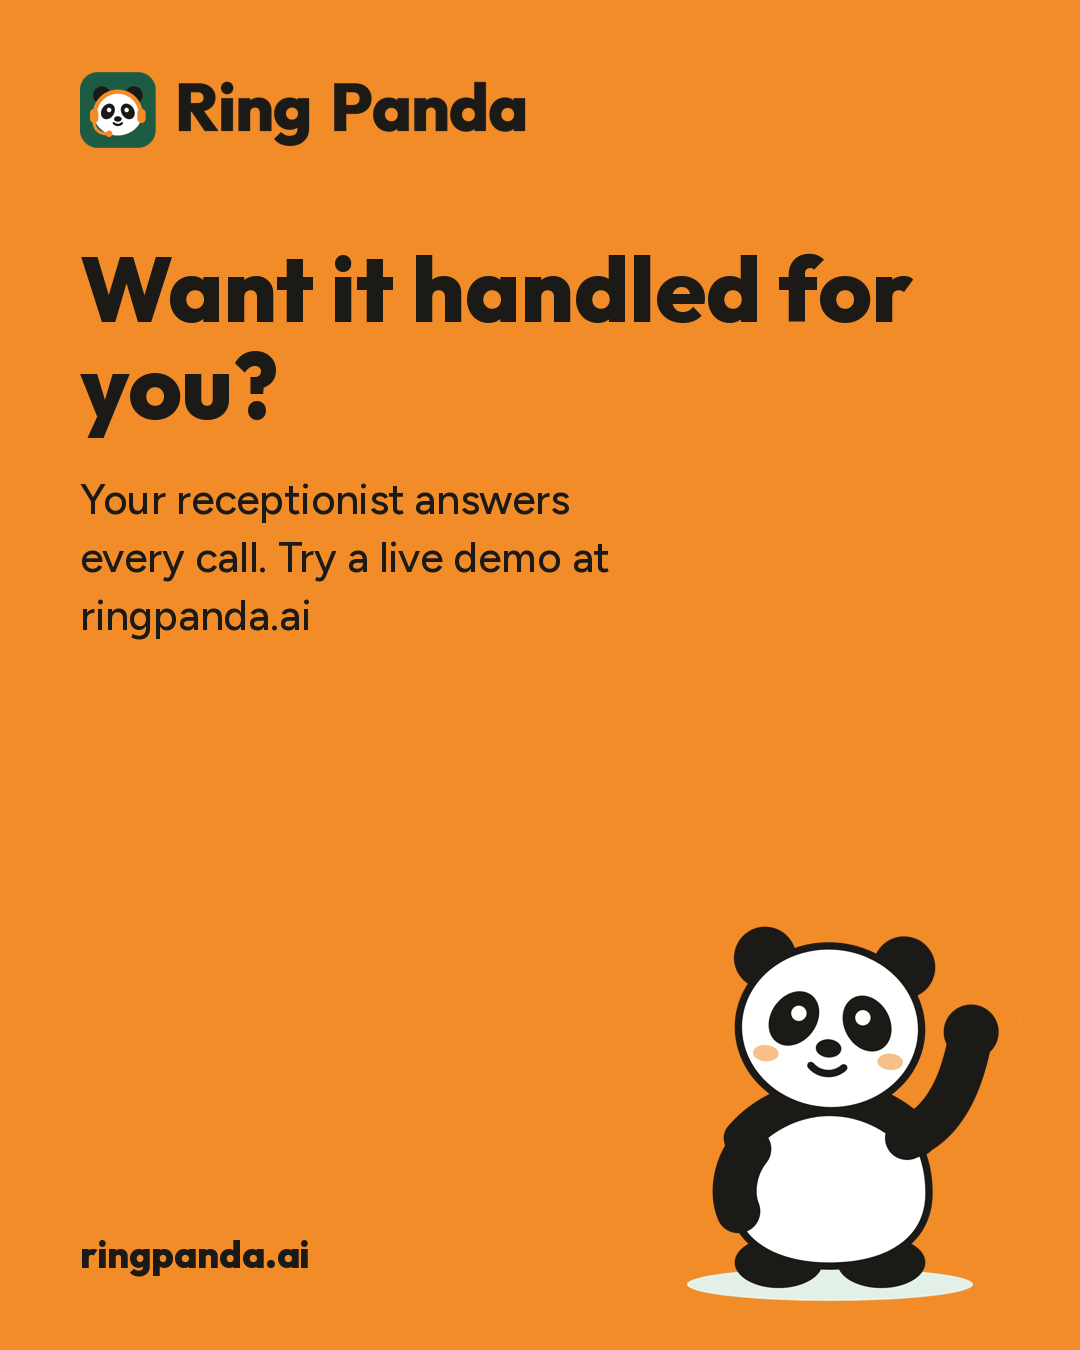 Ring Panda
Want it handled for
you?
Your receptionist answers
every call. Try a live demo at
ringpanda.ai
ringpanda.ai